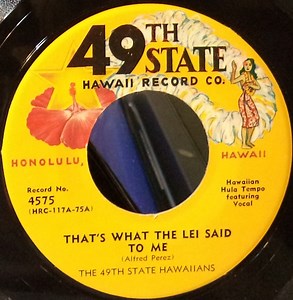 49TH
STATE
HAWAII RECORD CO.
HONOLULU, HAWAII
Record No.
4575
(HRC-117A-75A)
Hawaiian
Hula Tempo
featuring
Vocal
THAT'S WHAT THE LEI SAID
TO ME
(Alfred Perez)
THE 49TH STATE HAWAIIANS